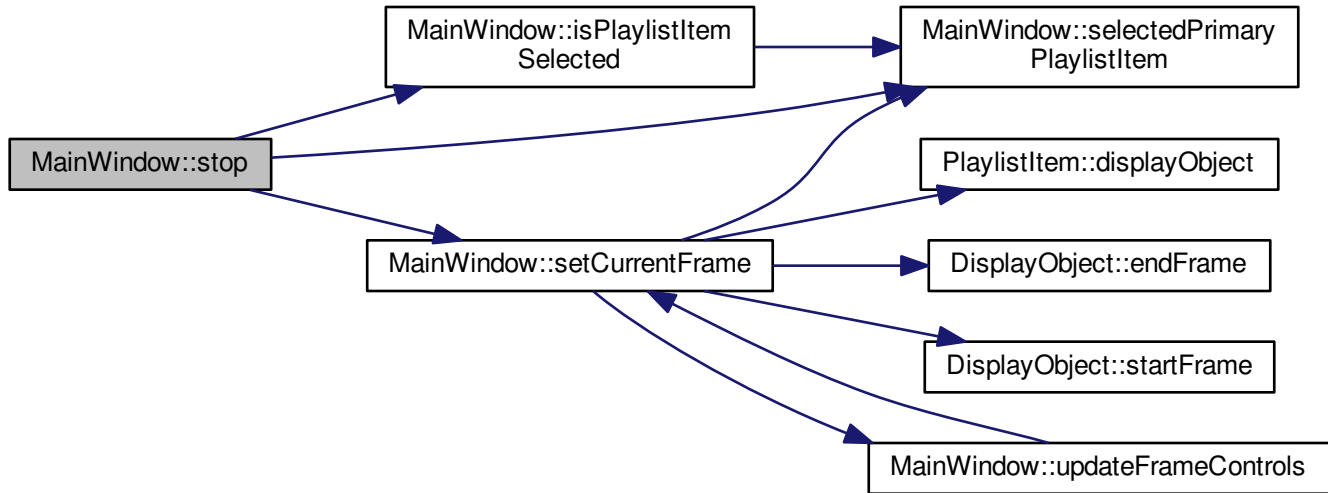 MainWindow::isPlaylistItem
Selected
MainWindow::selectedPrimary
PlaylistItem
MainWindow::stop
PlaylistItem::displayObject
MainWindow::setCurrentFrame
DisplayObject::endFrame
DisplayObject::startFrame
MainWindow::updateFrameControls